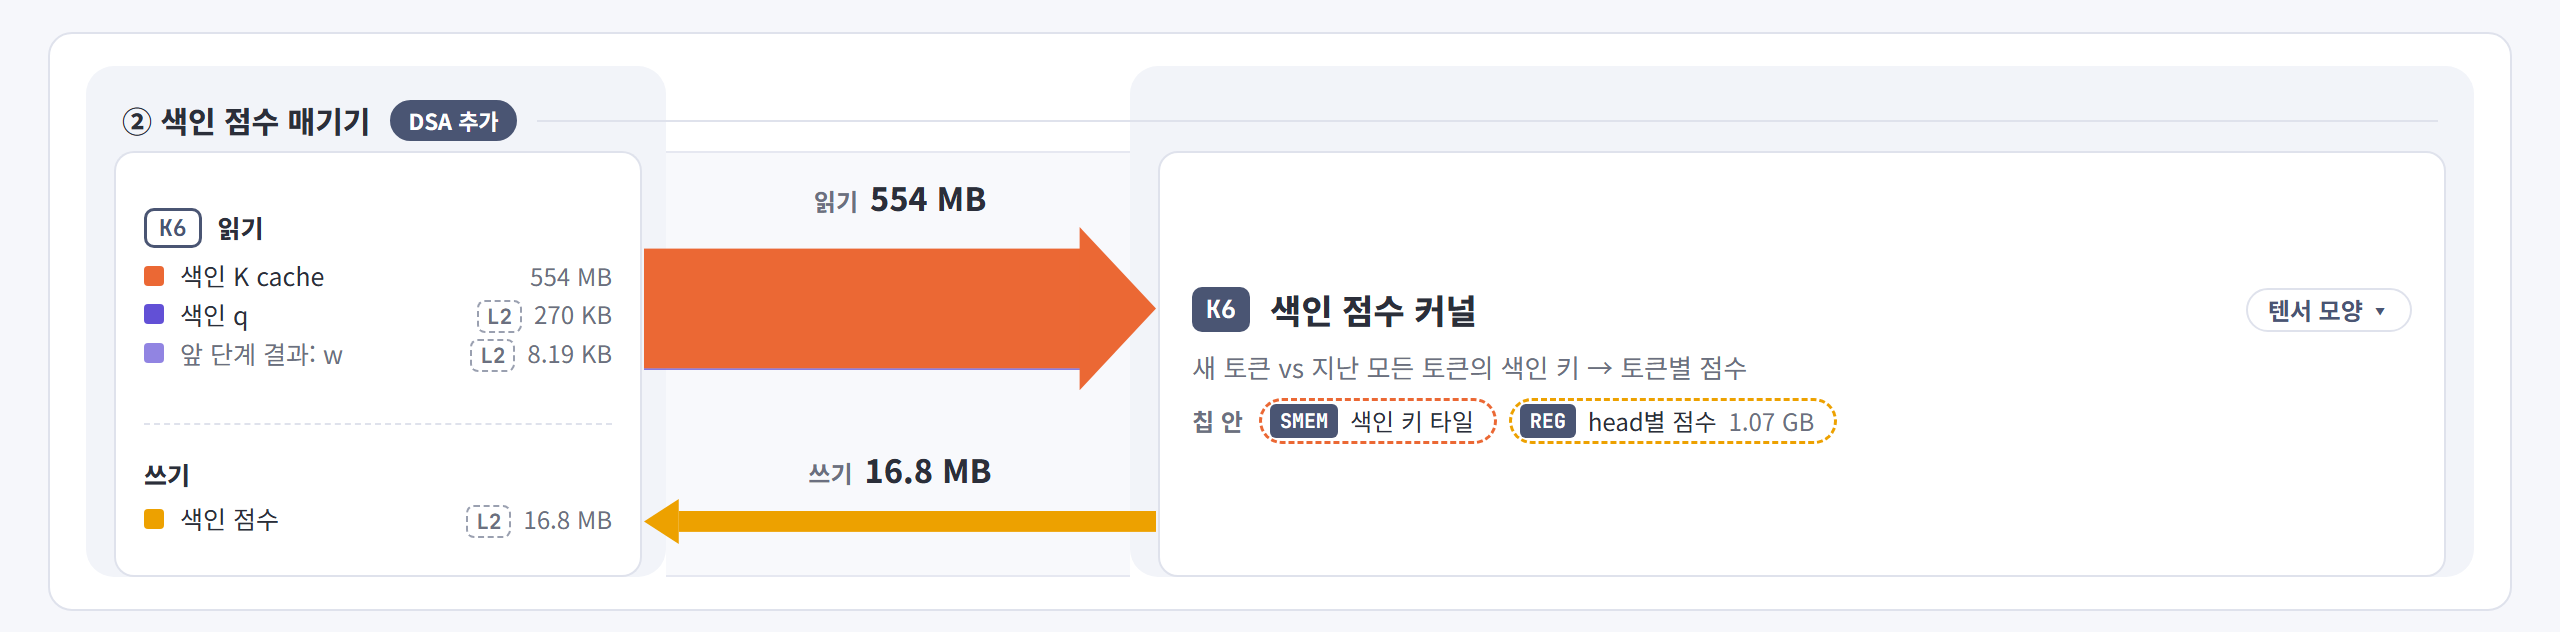 ② 색인 점수 매기기 DSA 추가
K6 읽기
색인 K cache 554 MB
색인 q L2 270 KB
앞 단계 결과: w L2 8.19 KB
쓰기
색인 점수 L2 16.8 MB
읽기 554 MB
쓰기 16.8 MB
K6 색인 점수 커널 텐서 모양 ▾
새 토큰 vs 지난 모든 토큰의 색인 키 → 토큰별 점수
칩 안 SMEM 색인 키 타일 REG head별 점수 1.07 GB